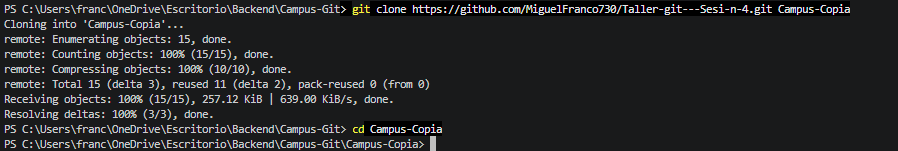 PS C:\Users\franc\OneDrive\Escritorio\Backend\Campus-Git> git clone https://github.com/MiguelFranco730/Taller-git---Sesi-n-4.git Campus-Copia
Cloning into 'Campus-Copia'...
remote: Enumerating objects: 15, done.
remote: Counting objects: 100% (15/15), done.
remote: Compressing objects: 100% (10/10), done.
remote: Total 15 (delta 3), reused 11 (delta 2), pack-reused 0 (from 0)
Receiving objects: 100% (15/15), 257.12 KiB | 639.00 KiB/s, done.
Resolving deltas: 100% (3/3), done.
PS C:\Users\franc\OneDrive\Escritorio\Backend\Campus-Git> cd Campus-Copia
PS C:\Users\franc\OneDrive\Escritorio\Backend\Campus-Git\Campus-Copia>